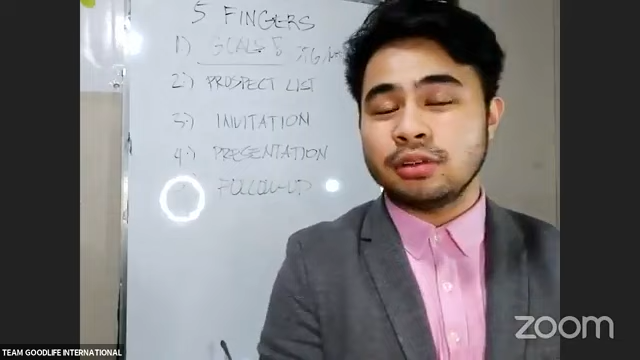 5 FINGERS
1) GOALS &
2) PROSPECT LIST
3) INVITATION
4) PRESENTATION
FOLLOW-UP
zoom
TEAM GOODLIFE INTERNATIONAL